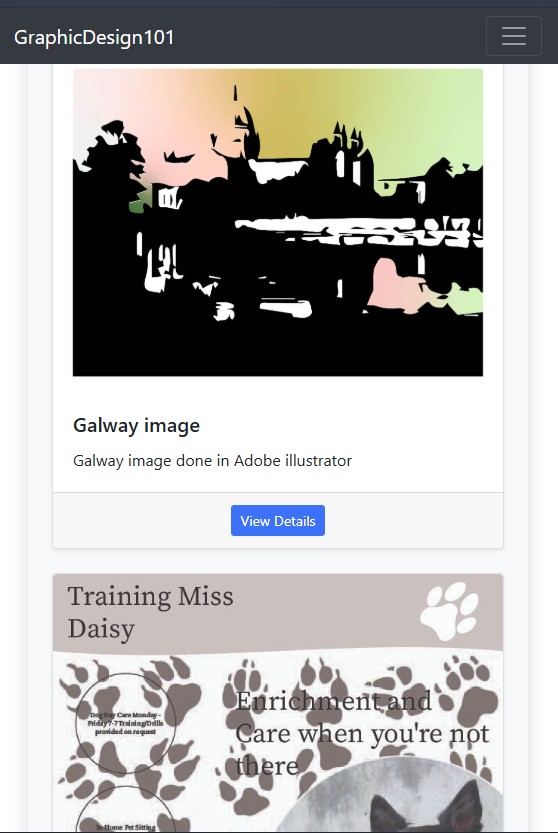 GraphicDesign101
Galway image
Galway image done in Adobe illustrator
View Details
Training Miss
Daisy
Dog Day Care Monday -
Friday 7-7 Training/Drills
provided on request
Enrichment and
Care when you're not
there
In-Home Pet Sitting